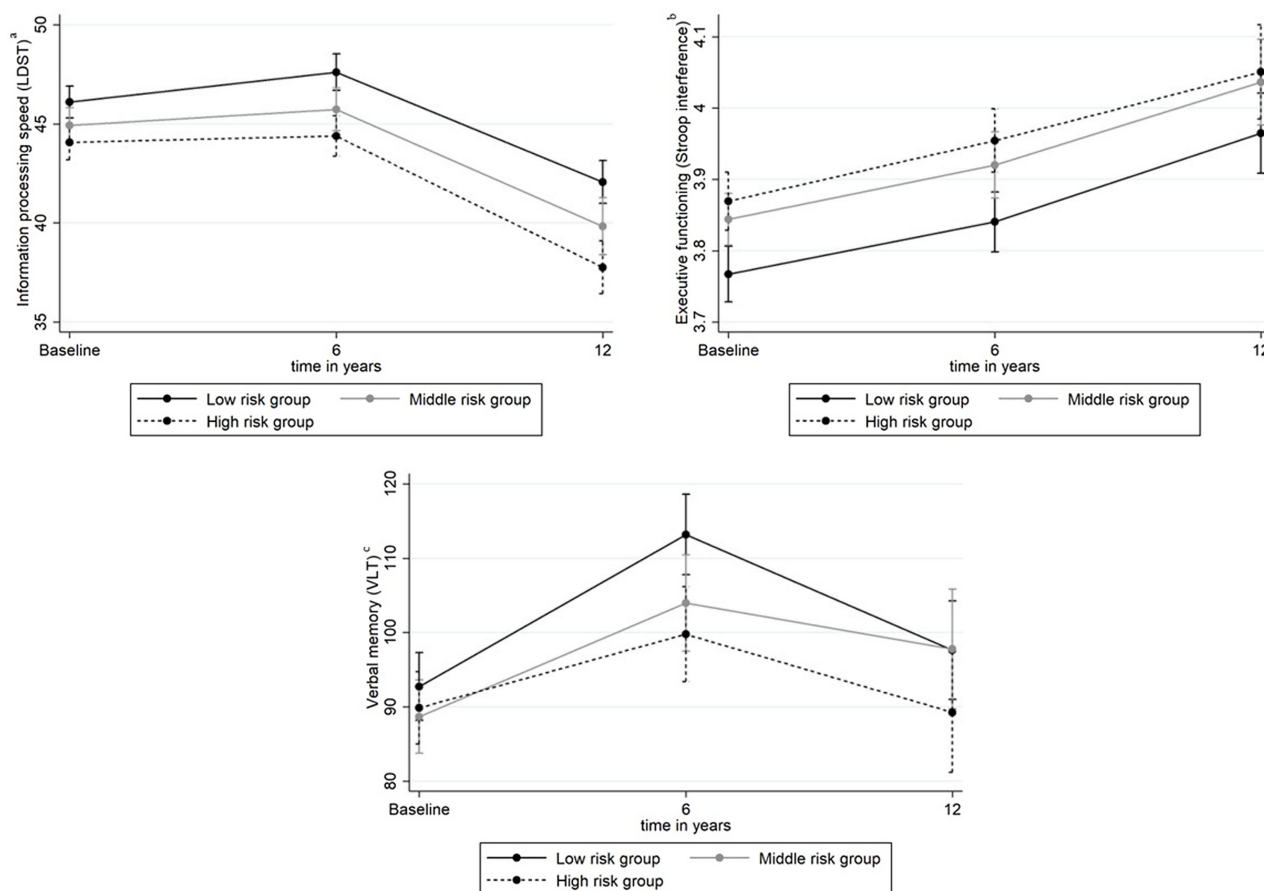 Information processing speed (LDST)ᵃ
50
45
40
35
Baseline
6
12
time in years
Low risk group
Middle risk group
High risk group
Executive functioning (Stroop interference)ᵇ
4.1
4
3.9
3.8
3.7
Baseline
6
12
time in years
Low risk group
Middle risk group
High risk group
Verbal memory (VLT)ᶜ
120
110
100
90
80
Baseline
6
12
time in years
Low risk group
Middle risk group
High risk group